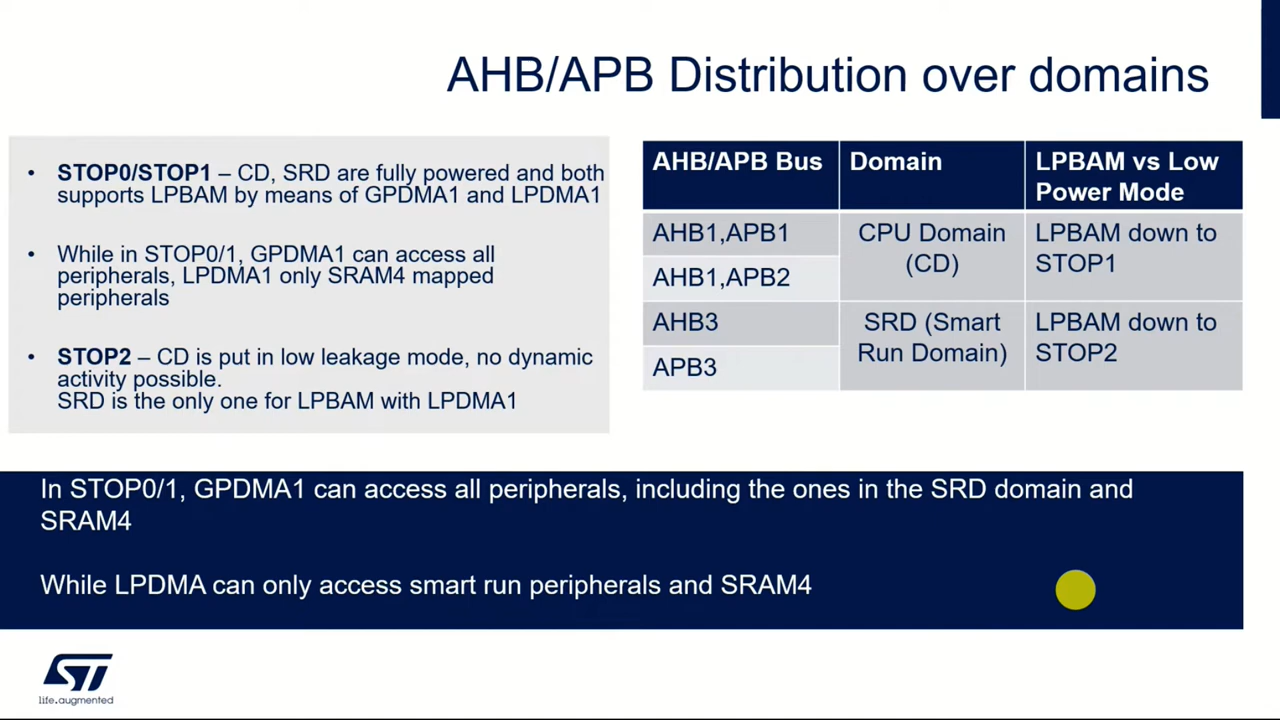 AHB/APB Distribution over domains
• STOP0/STOP1 – CD, SRD are fully powered and both
supports LPBAM by means of GPDMA1 and LPDMA1
• While in STOP0/1, GPDMA1 can access all
peripherals, LPDMA1 only SRAM4 mapped
peripherals
• STOP2 – CD is put in low leakage mode, no dynamic
activity possible.
SRD is the only one for LPBAM with LPDMA1
AHB/APB Bus
Domain
LPBAM vs Low
Power Mode
AHB1,APB1
CPU Domain
(CD)
LPBAM down to
STOP1
AHB1,APB2
AHB3
SRD (Smart
Run Domain)
LPBAM down to
STOP2
APB3
In STOP0/1, GPDMA1 can access all peripherals, including the ones in the SRD domain and
SRAM4
While LPDMA can only access smart run peripherals and SRAM4
ST
life.augmented